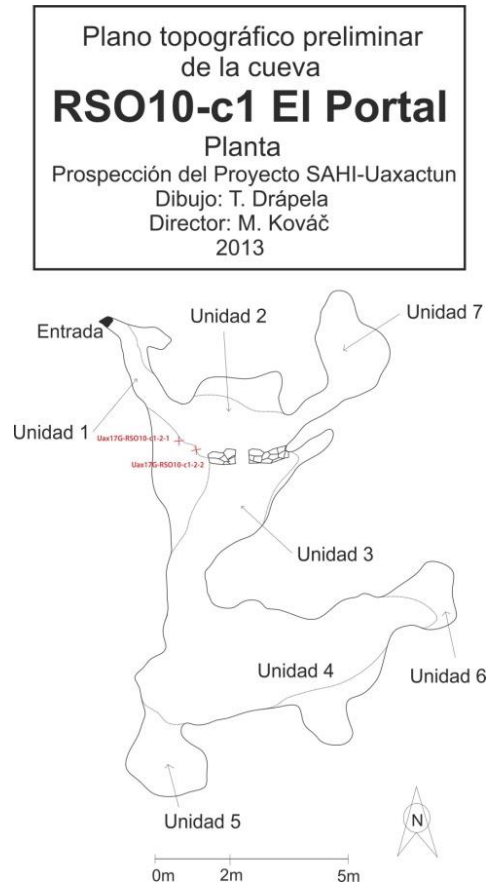 Plano topográfico preliminar
de la cueva
RSO10-c1 El Portal
Planta
Prospección del Proyecto SAHI-Uaxactun
Dibujo: T. Drápela
Director: M. Kováč
2013
Unidad 2
Unidad 7
Entrada
Unidad 1
Uax17G-RSO10-c1-2-1
Uax17G-RSO10-c1-2-2
Unidad 3
Unidad 4
Unidad 6
Unidad 5
N
0m 2m 5m